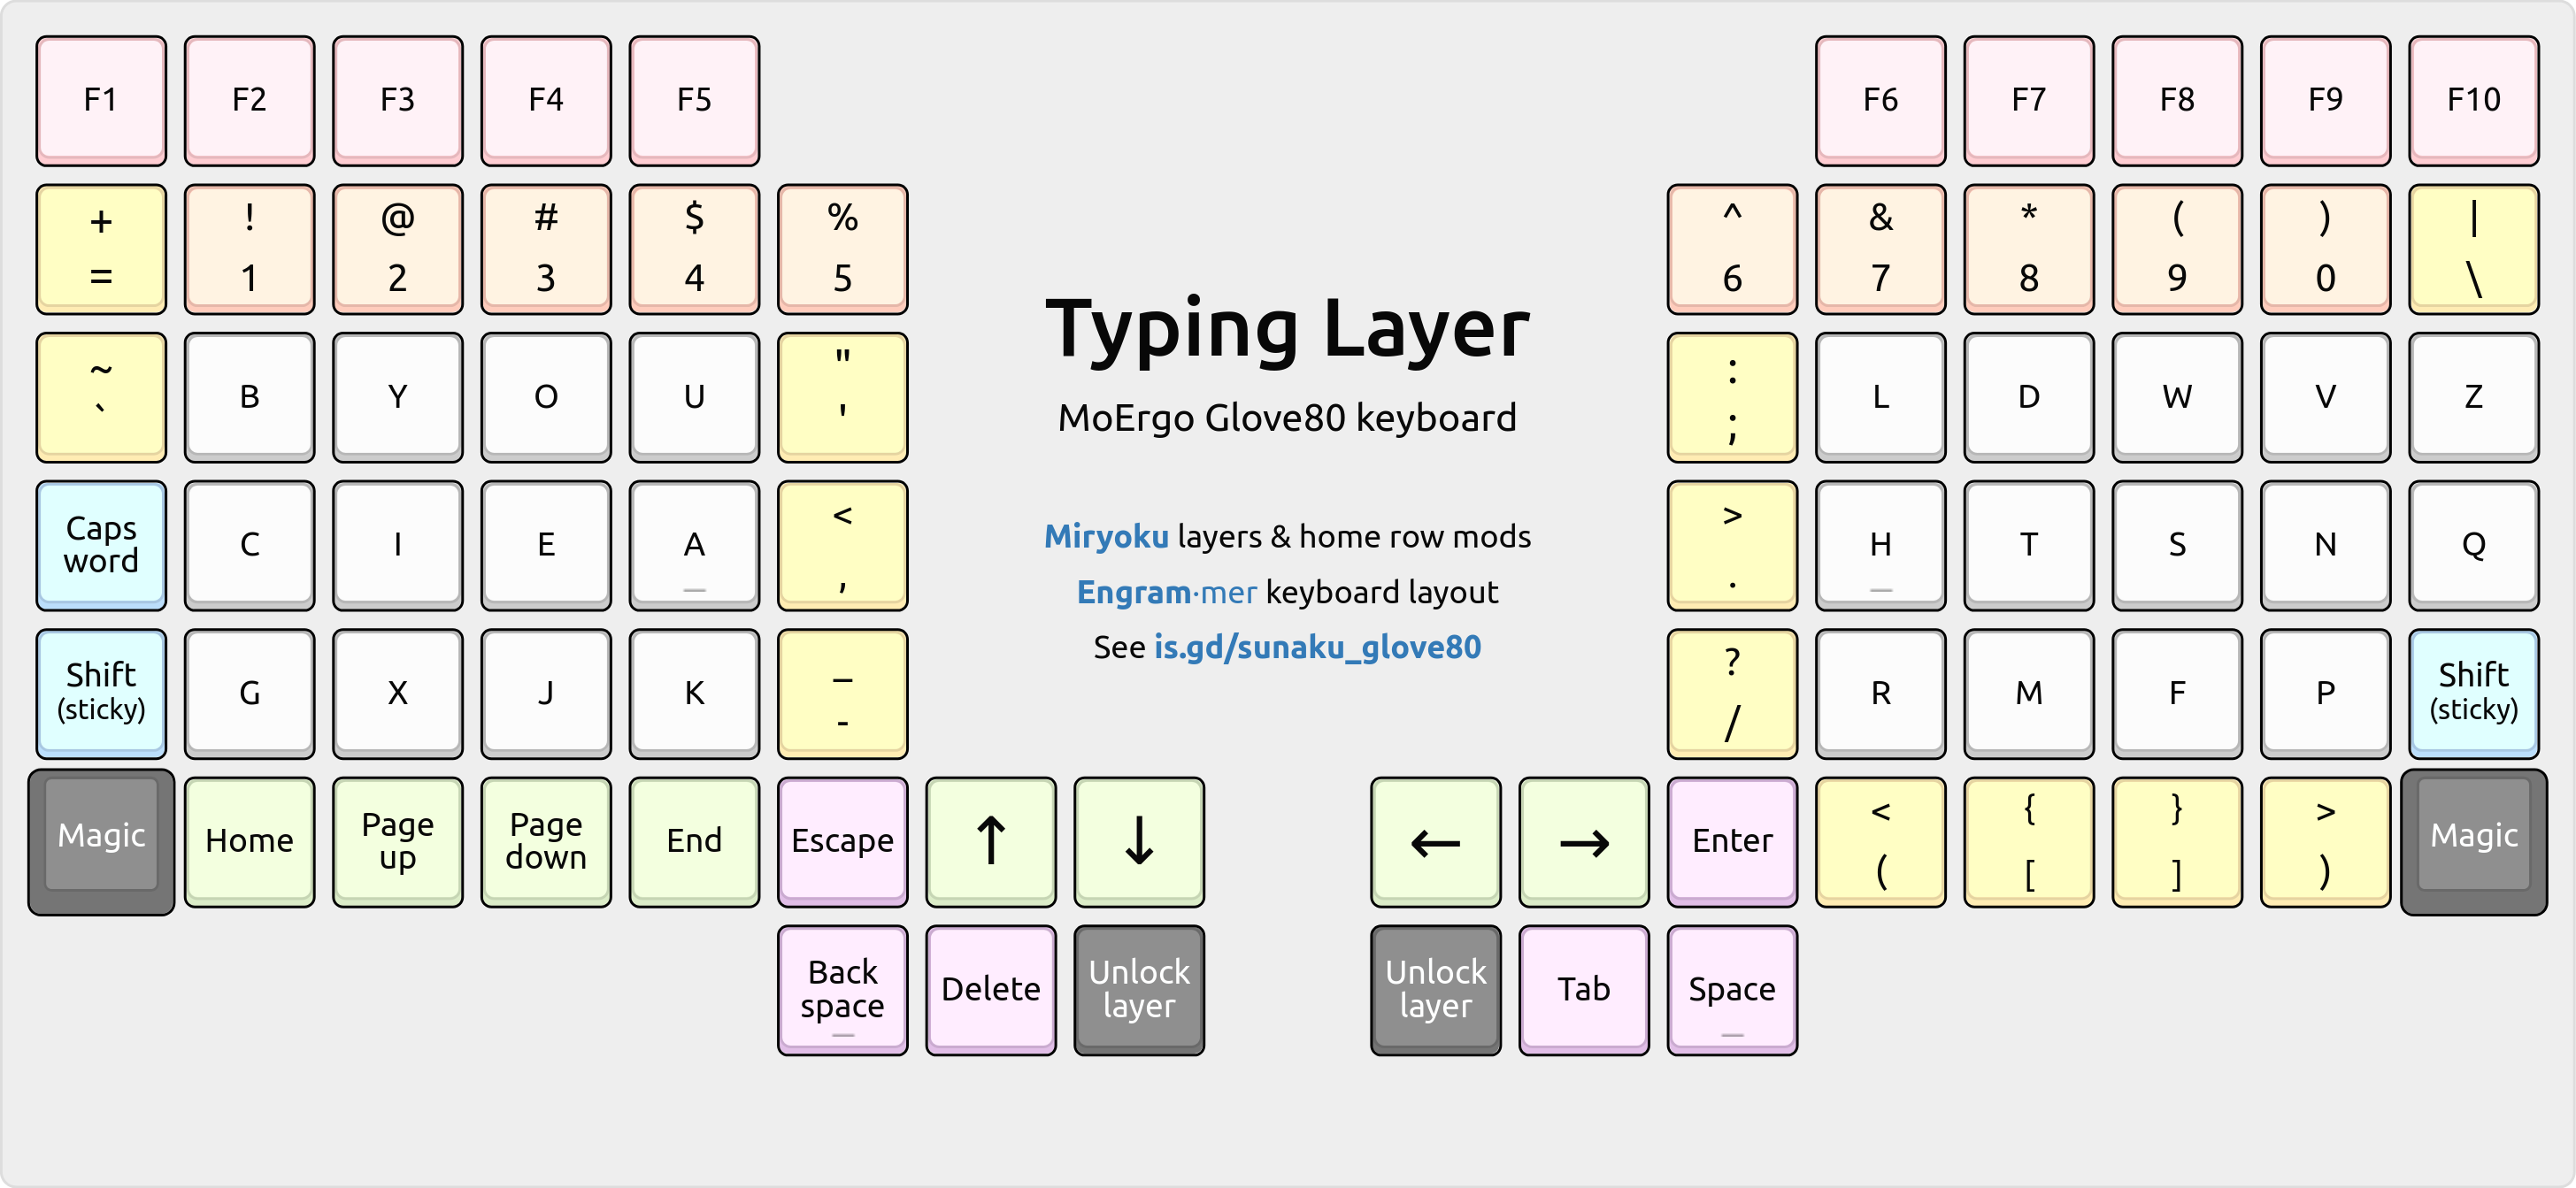 F1 F2 F3 F4 F5 F6 F7 F8 F9 F10
+ ! @ # $ % ^ & * ( ) |
= 1 2 3 4 5 6 7 8 9 0 \
Typing Layer
~ " :
` B Y O U ' ; L D W V Z
MoErgo Glove80 keyboard
Caps < >
word C I E A , . H T S N Q
_ _
Miryoku layers & home row mods
Engram·mer keyboard layout
See is.gd/sunaku_glove80
Shift _ ? Shift
(sticky) G X J K - / R M F P (sticky)
Magic Home Page Page End Escape ↑ ↓ ← → Enter < { } > Magic
up down ( [ ] )
Back Delete Unlock Unlock Tab Space
space layer layer
_ _